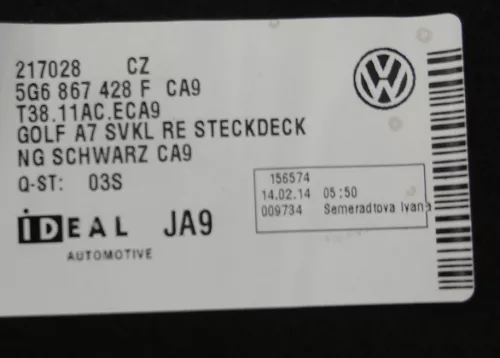 217028 CZ
5G6 867 428 F CA9
T38.11AC.ECA9
GOLF A7 SVKL RE STECKDECK
NG SCHWARZ CA9
Q-ST: 03S
156574
14.02.14 05:50
009734 Semeradtova Ivana
iDEAL JA9
AUTOMOTIVE